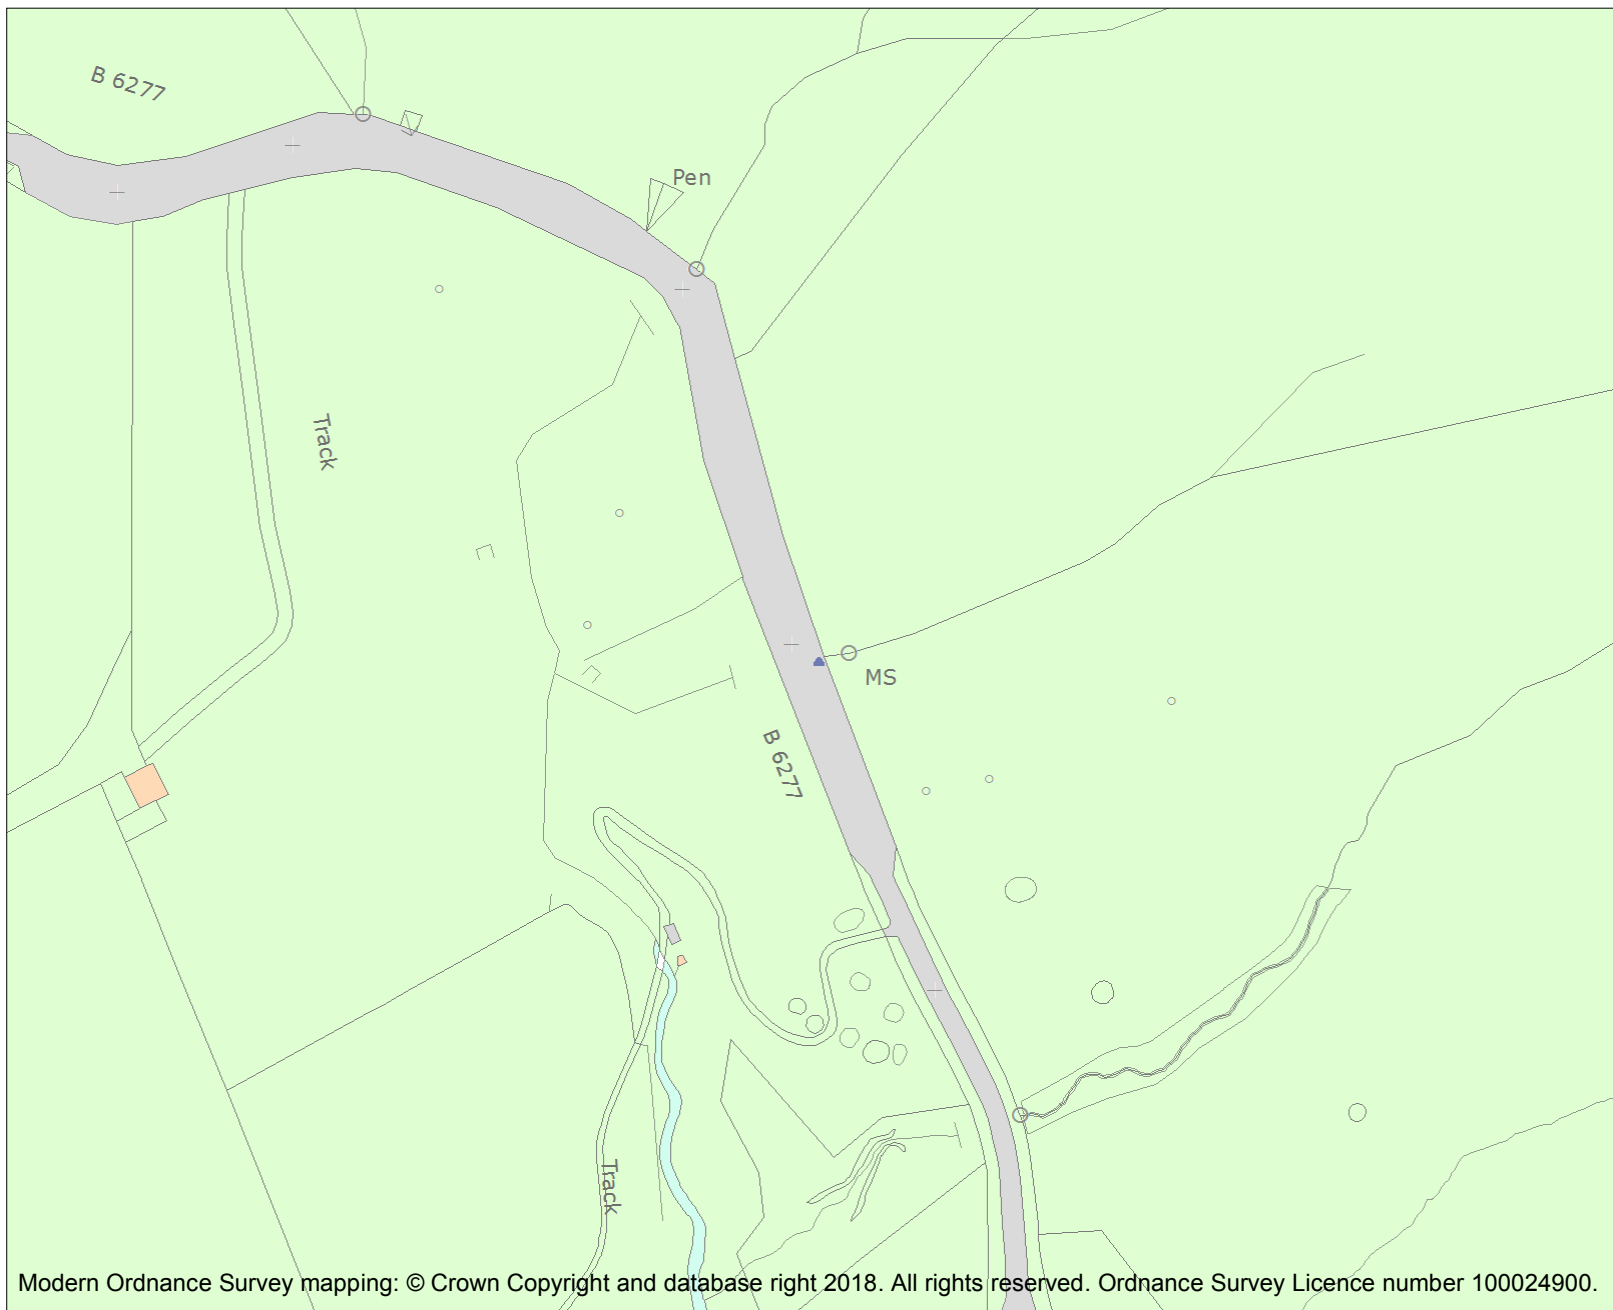 B 6277
Pen
Track
MS
B 6277
Track
Modern Ordnance Survey mapping: © Crown Copyright and database right 2018. All rights reserved. Ordnance Survey Licence number 100024900.